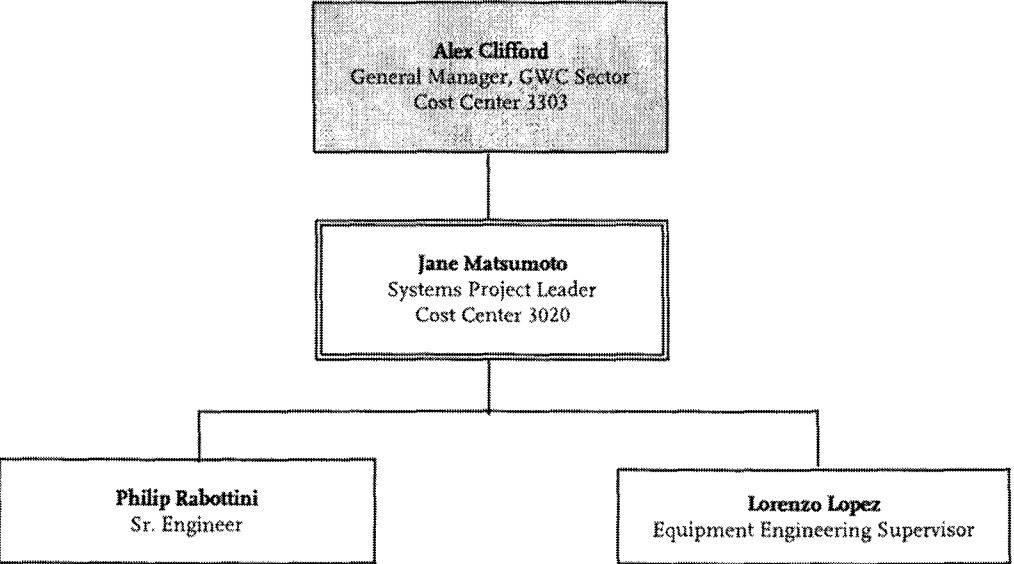 Alex Clifford
General Manager, GWC Sector
Cost Center 3303
Jane Matsumoto
Systems Project Leader
Cost Center 3020
Philip Rabottini
Sr. Engineer
Lorenzo Lopez
Equipment Engineering Supervisor